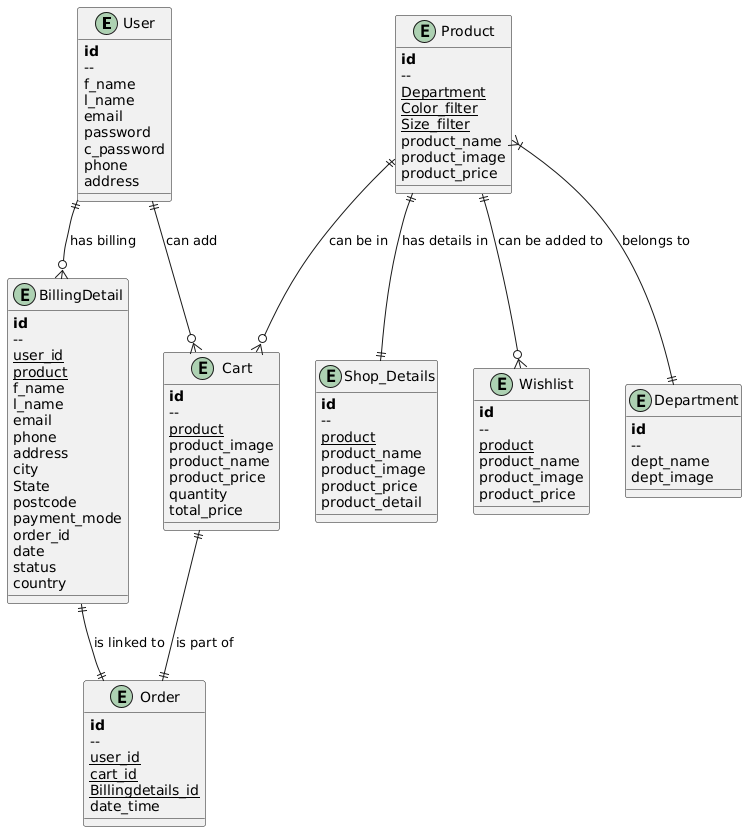 E User
id
--
f_name
l_name
email
password
c_password
phone
address
E Product
id
--
Department
Color_filter
Size_filter
product_name
product_image
product_price
has billing
can add
can be in
has details in
can be added to
belongs to
E BillingDetail
id
--
user_id
product
f_name
l_name
email
phone
address
city
State
postcode
payment_mode
order_id
date
status
country
E Cart
id
--
product
product_image
product_name
product_price
quantity
total_price
E Shop_Details
id
--
product
product_name
product_image
product_price
product_detail
E Wishlist
id
--
product
product_name
product_image
product_price
E Department
id
--
dept_name
dept_image
is linked to
is part of
E Order
id
--
user_id
cart_id
Billingdetails_id
date_time